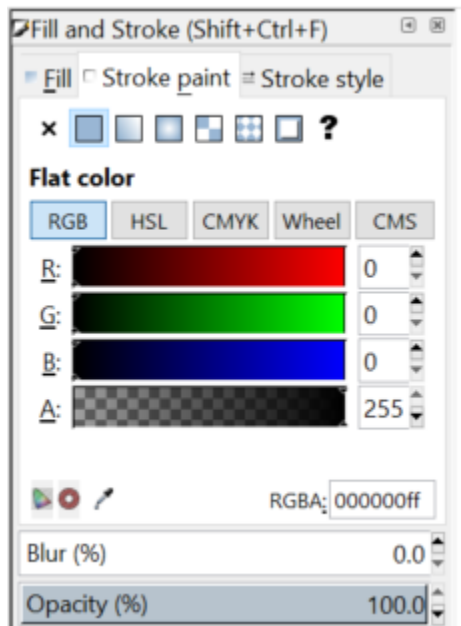 Fill and Stroke (Shift+Ctrl+F)
Fill Stroke paint Stroke style
× ?
Flat color
RGB HSL CMYK Wheel CMS
R: 0
G: 0
B: 0
A: 255
RGBA: 000000ff
Blur (%) 0.0
Opacity (%) 100.0